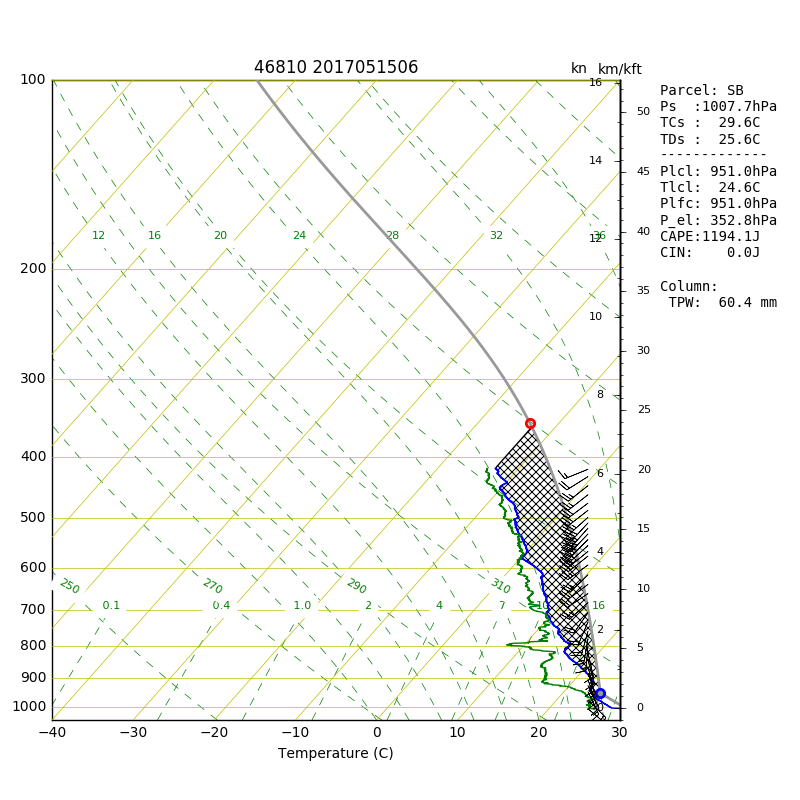 46810 2017051506
kn km/kft
100
200
300
400
500
600
700
800
900
1000
16
14
12
10
8
6
4
2
0
50
45
40
35
30
25
20
15
10
5
0
12 16 20 24 28 32 36
250 270 290 310
0.1 0.4 1.0 2 4 7 10 16
−40 −30 −20 −10 0 10 20 30
Temperature (C)
Parcel: SB
Ps  :1007.7hPa
TCs :  29.6C
TDs :  25.6C
-------------
Plcl: 951.0hPa
Tlcl:  24.6C
Plfc: 951.0hPa
P_el: 352.8hPa
CAPE:1194.1J
CIN:    0.0J
Column:
TPW:  60.4 mm